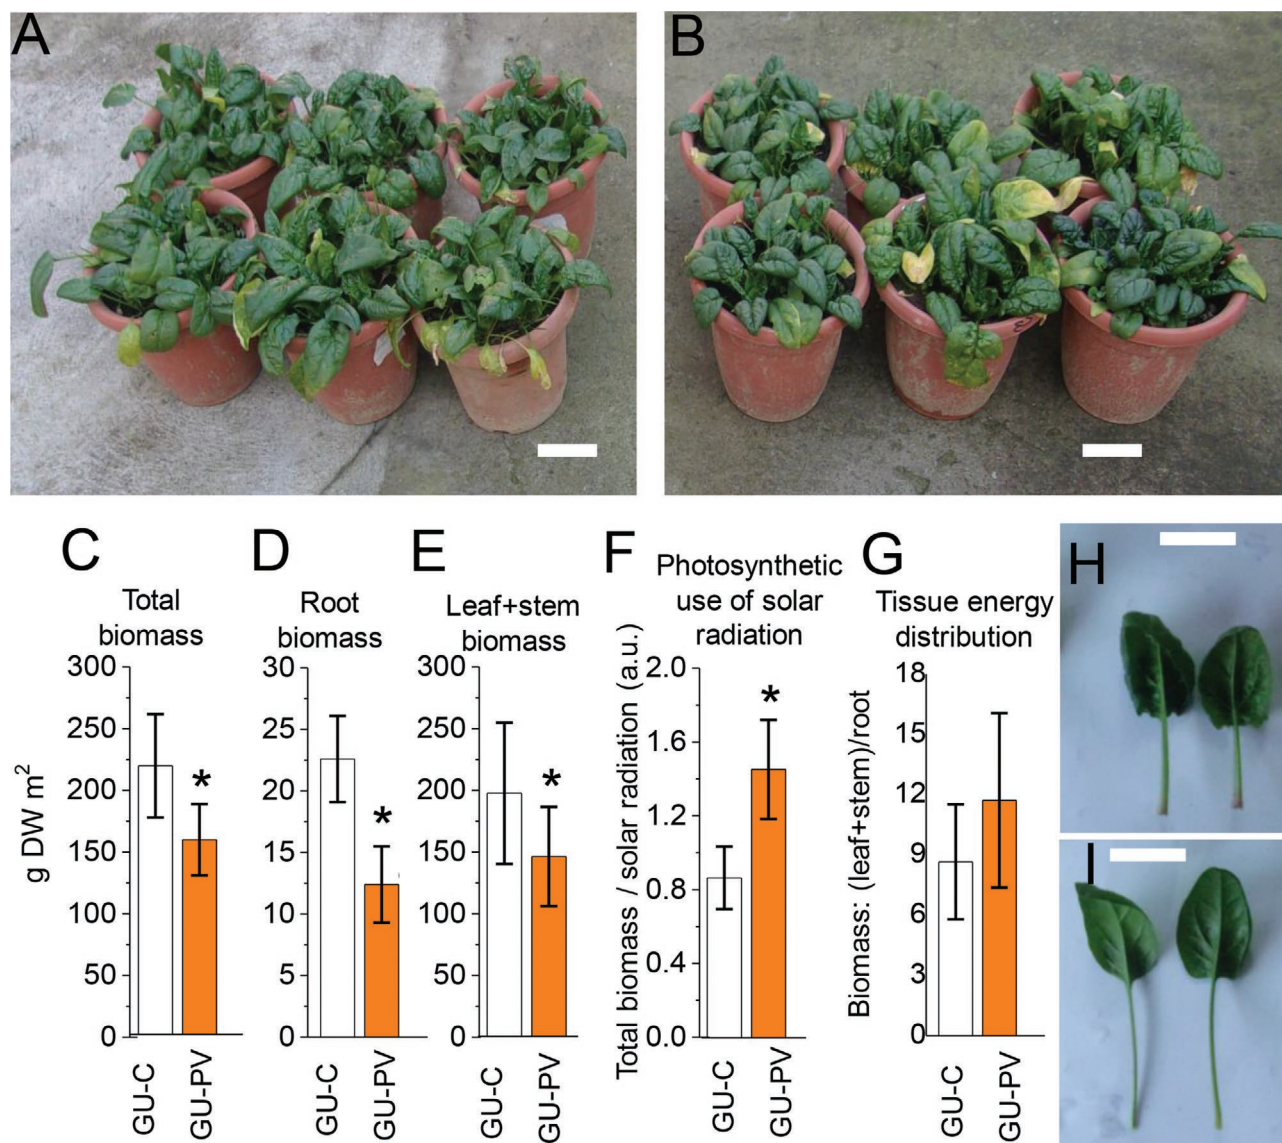 A
B
C
Total
biomass
D
Root
biomass
E
Leaf+stem
biomass
F
Photosynthetic
use of solar
radiation
G
Tissue energy
distribution
H
I
g DW m²
300
250
200
150
100
50
0
*
GU-C
GU-PV
30
25
20
15
10
5
0
*
GU-C
GU-PV
300
250
200
150
100
50
0
*
GU-C
GU-PV
Total biomass / solar radiation (a.u.)
2.0
1.6
1.2
0.8
0.4
0.0
*
GU-C
GU-PV
Biomass: (leaf+stem)/root
18
15
12
9
6
3
0
GU-C
GU-PV